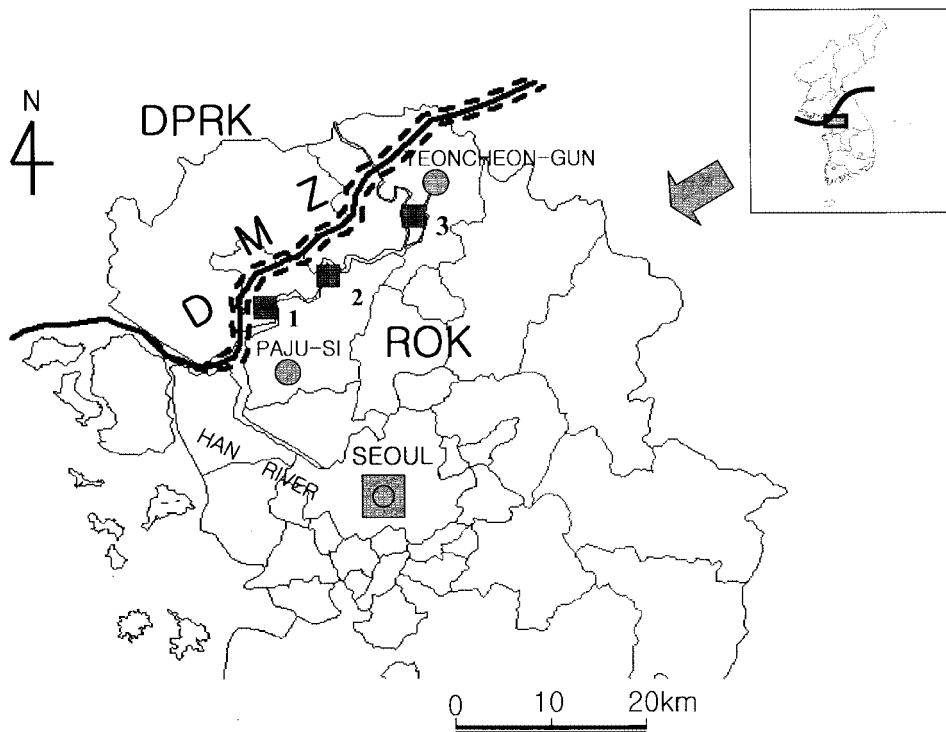 N
DPRK
YEONCHEON-GUN
D M Z
3
2
1
ROK
PAJU-SI
HAN RIVER
SEOUL
0 10 20km